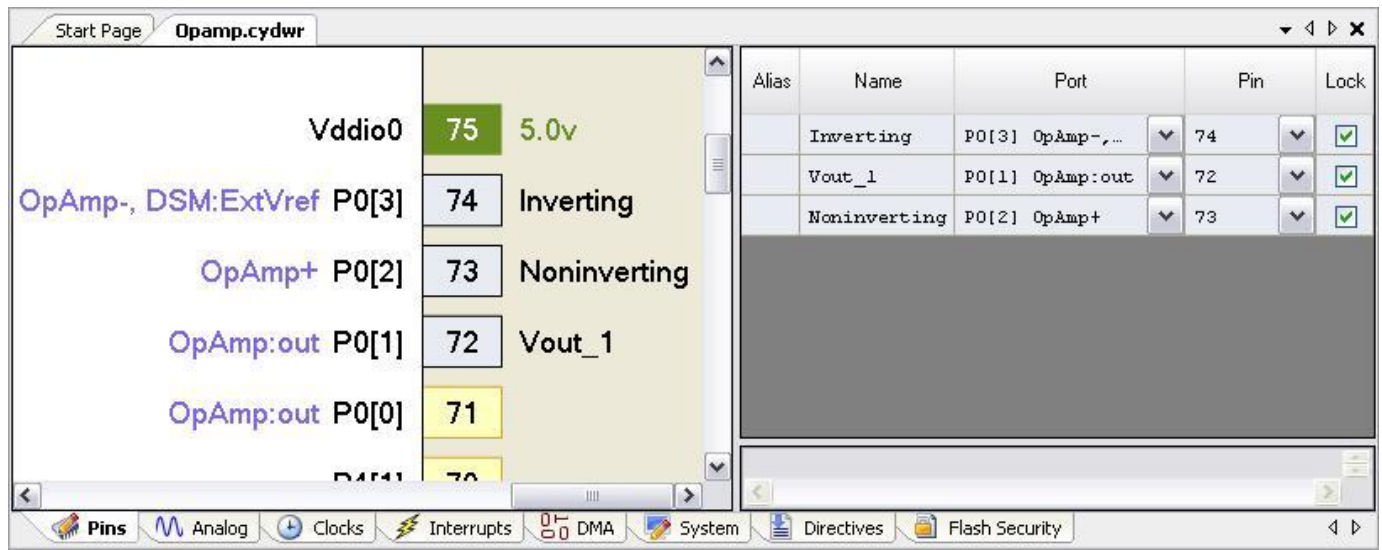 Start Page Opamp.cydwr
Vddio0 75 5.0v
OpAmp-, DSM:ExtVref P0[3] 74 Inverting
OpAmp+ P0[2] 73 Noninverting
OpAmp:out P0[1] 72 Vout_1
OpAmp:out P0[0] 71
Alias Name Port Pin Lock
Inverting P0[3] OpAmp-,… 74
Vout_1 P0[1] OpAmp:out 72
Noninverting P0[2] OpAmp+ 73
Pins Analog Clocks Interrupts DMA System Directives Flash Security